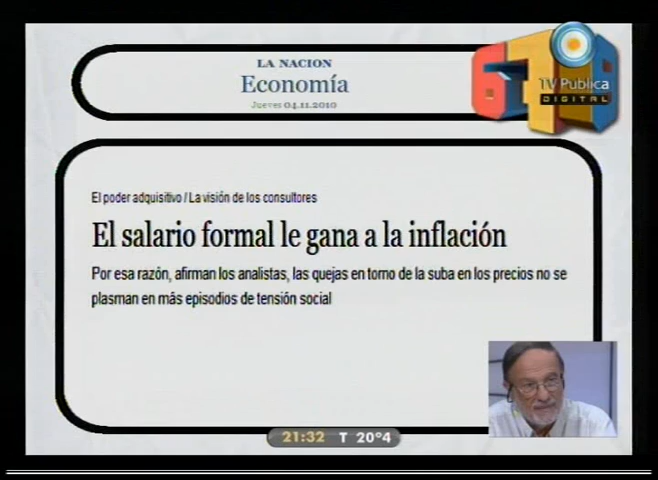 LA NACION
Economía
Jueves 04.11.2010
678
TV Pública
DIGITAL
El poder adquisitivo / La visión de los consultores
El salario formal le gana a la inflación
Por esa razón, afirman los analistas, las quejas en torno de la suba en los precios no se
plasman en más episodios de tensión social
21:32 T 20º4